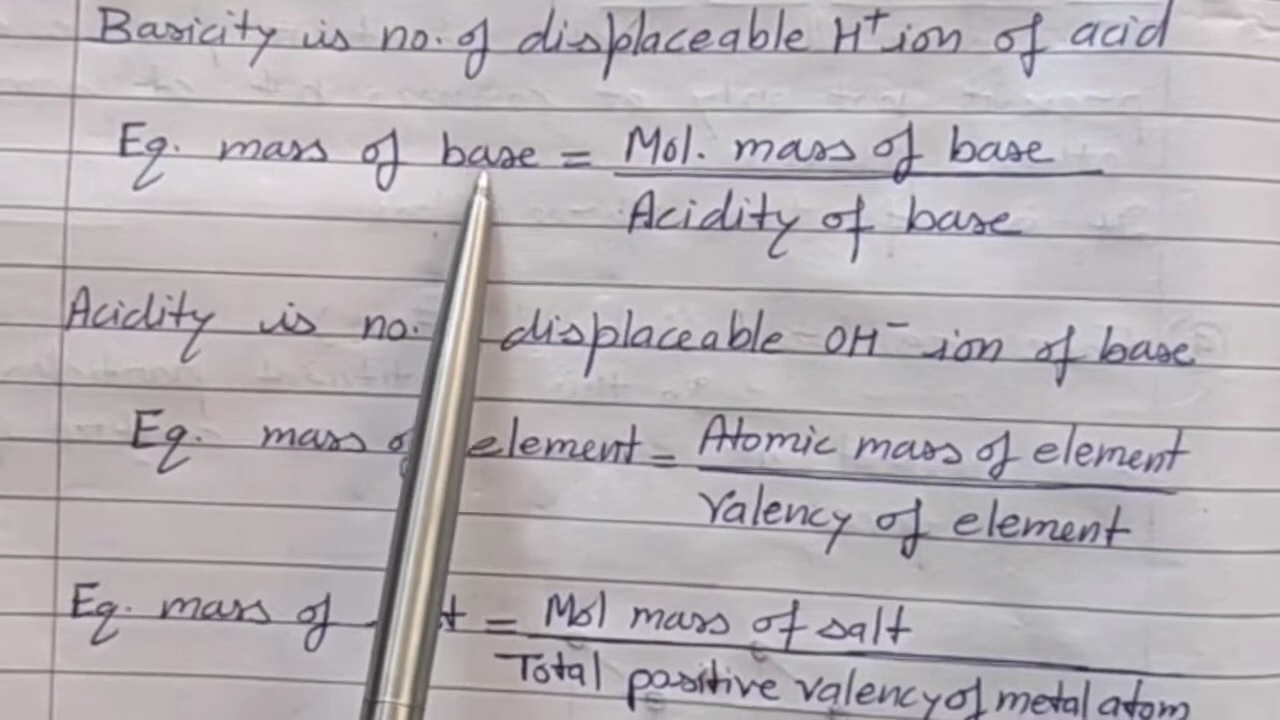 Basicity is no. of displaceable H⁺ ion of acid
Eq. mass of base = Mol. mass of base
Acidity of base
Acidity is no. displaceable OH⁻ ion of base
Eq. mass of element = Atomic mass of element
Valency of element
Eq. mass of = Mol mass of salt
Total positive valency of metal atom